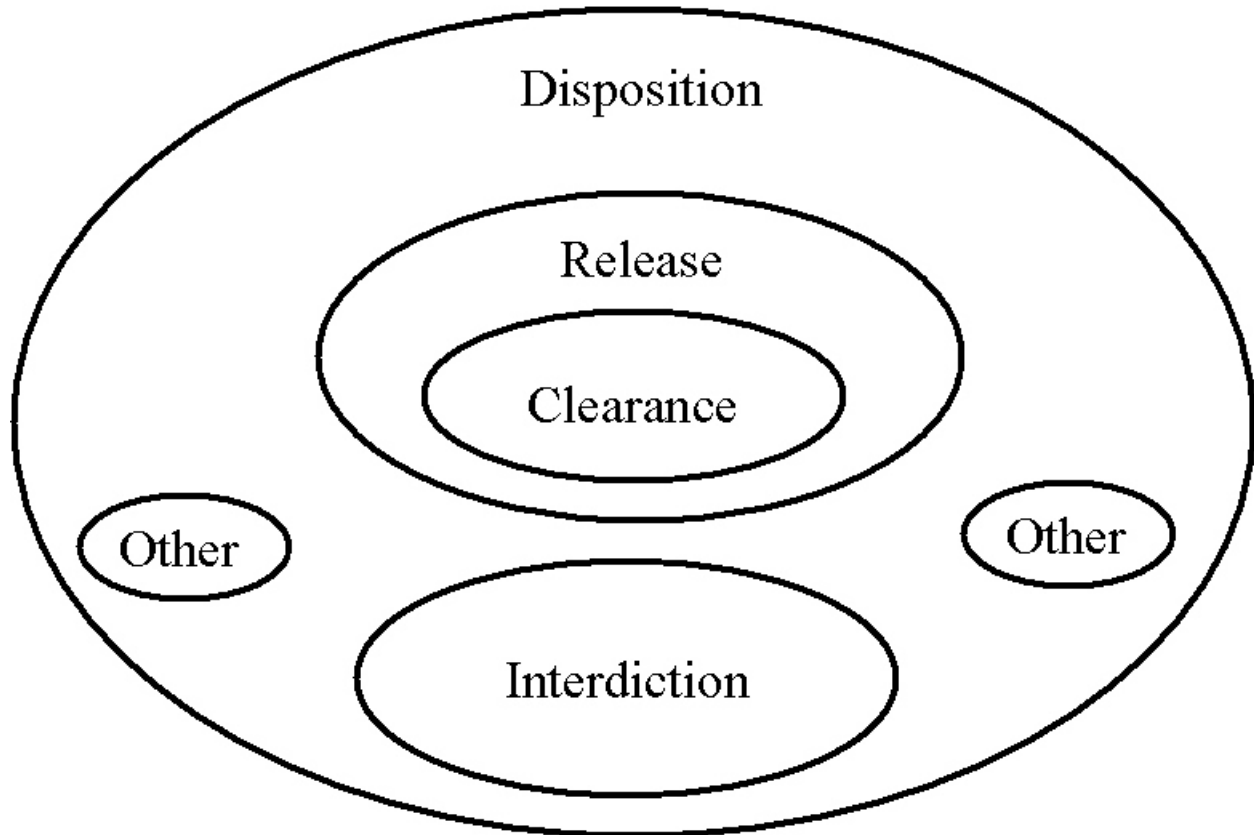 Disposition
Release
Clearance
Other
Other
Interdiction